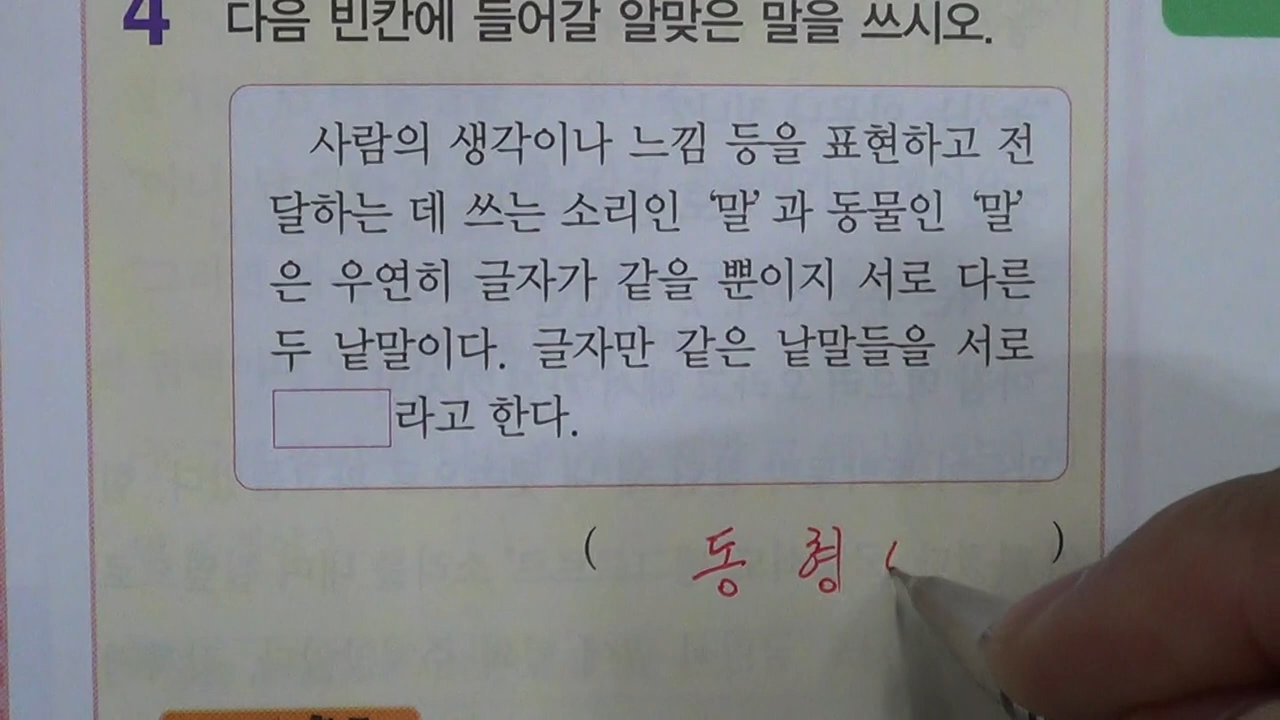 4 다음 빈칸에 들어갈 알맞은 말을 쓰시오.
사람의 생각이나 느낌 등을 표현하고 전
달하는 데 쓰는 소리인 ‘말’과 동물인 ‘말’
은 우연히 글자가 같을 뿐이지 서로 다른
두 낱말이다. 글자만 같은 낱말들을 서로
라고 한다.
( 동 형 )